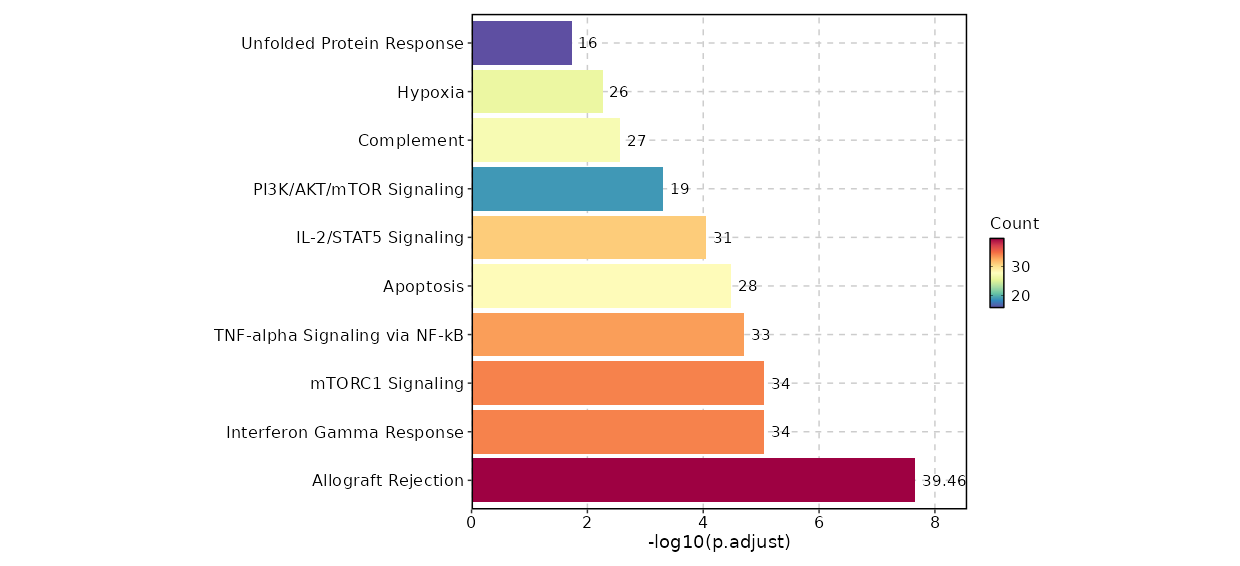 Unfolded Protein Response 16
Hypoxia 26
Complement 27
PI3K/AKT/mTOR Signaling 19
IL-2/STAT5 Signaling 31
Apoptosis 28
TNF-alpha Signaling via NF-kB 33
mTORC1 Signaling 34
Interferon Gamma Response 34
Allograft Rejection 39.46
0 2 4 6 8
-log10(p.adjust)
Count
30
20